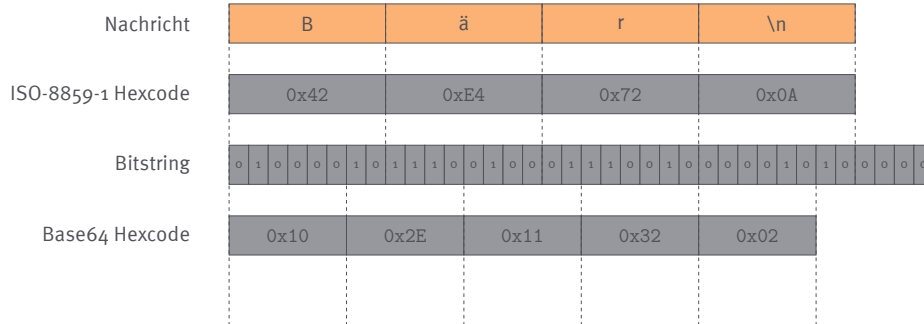 Nachricht B ä r \n
ISO-8859-1 Hexcode 0x42 0xE4 0x72 0x0A
Bitstring 0 1 0 0 0 0 1 0 1 1 1 0 0 1 0 0 0 1 1 1 0 0 1 0 0 0 0 0 1 0 1 0 0 0 0 0
Base64 Hexcode 0x10 0x2E 0x11 0x32 0x02